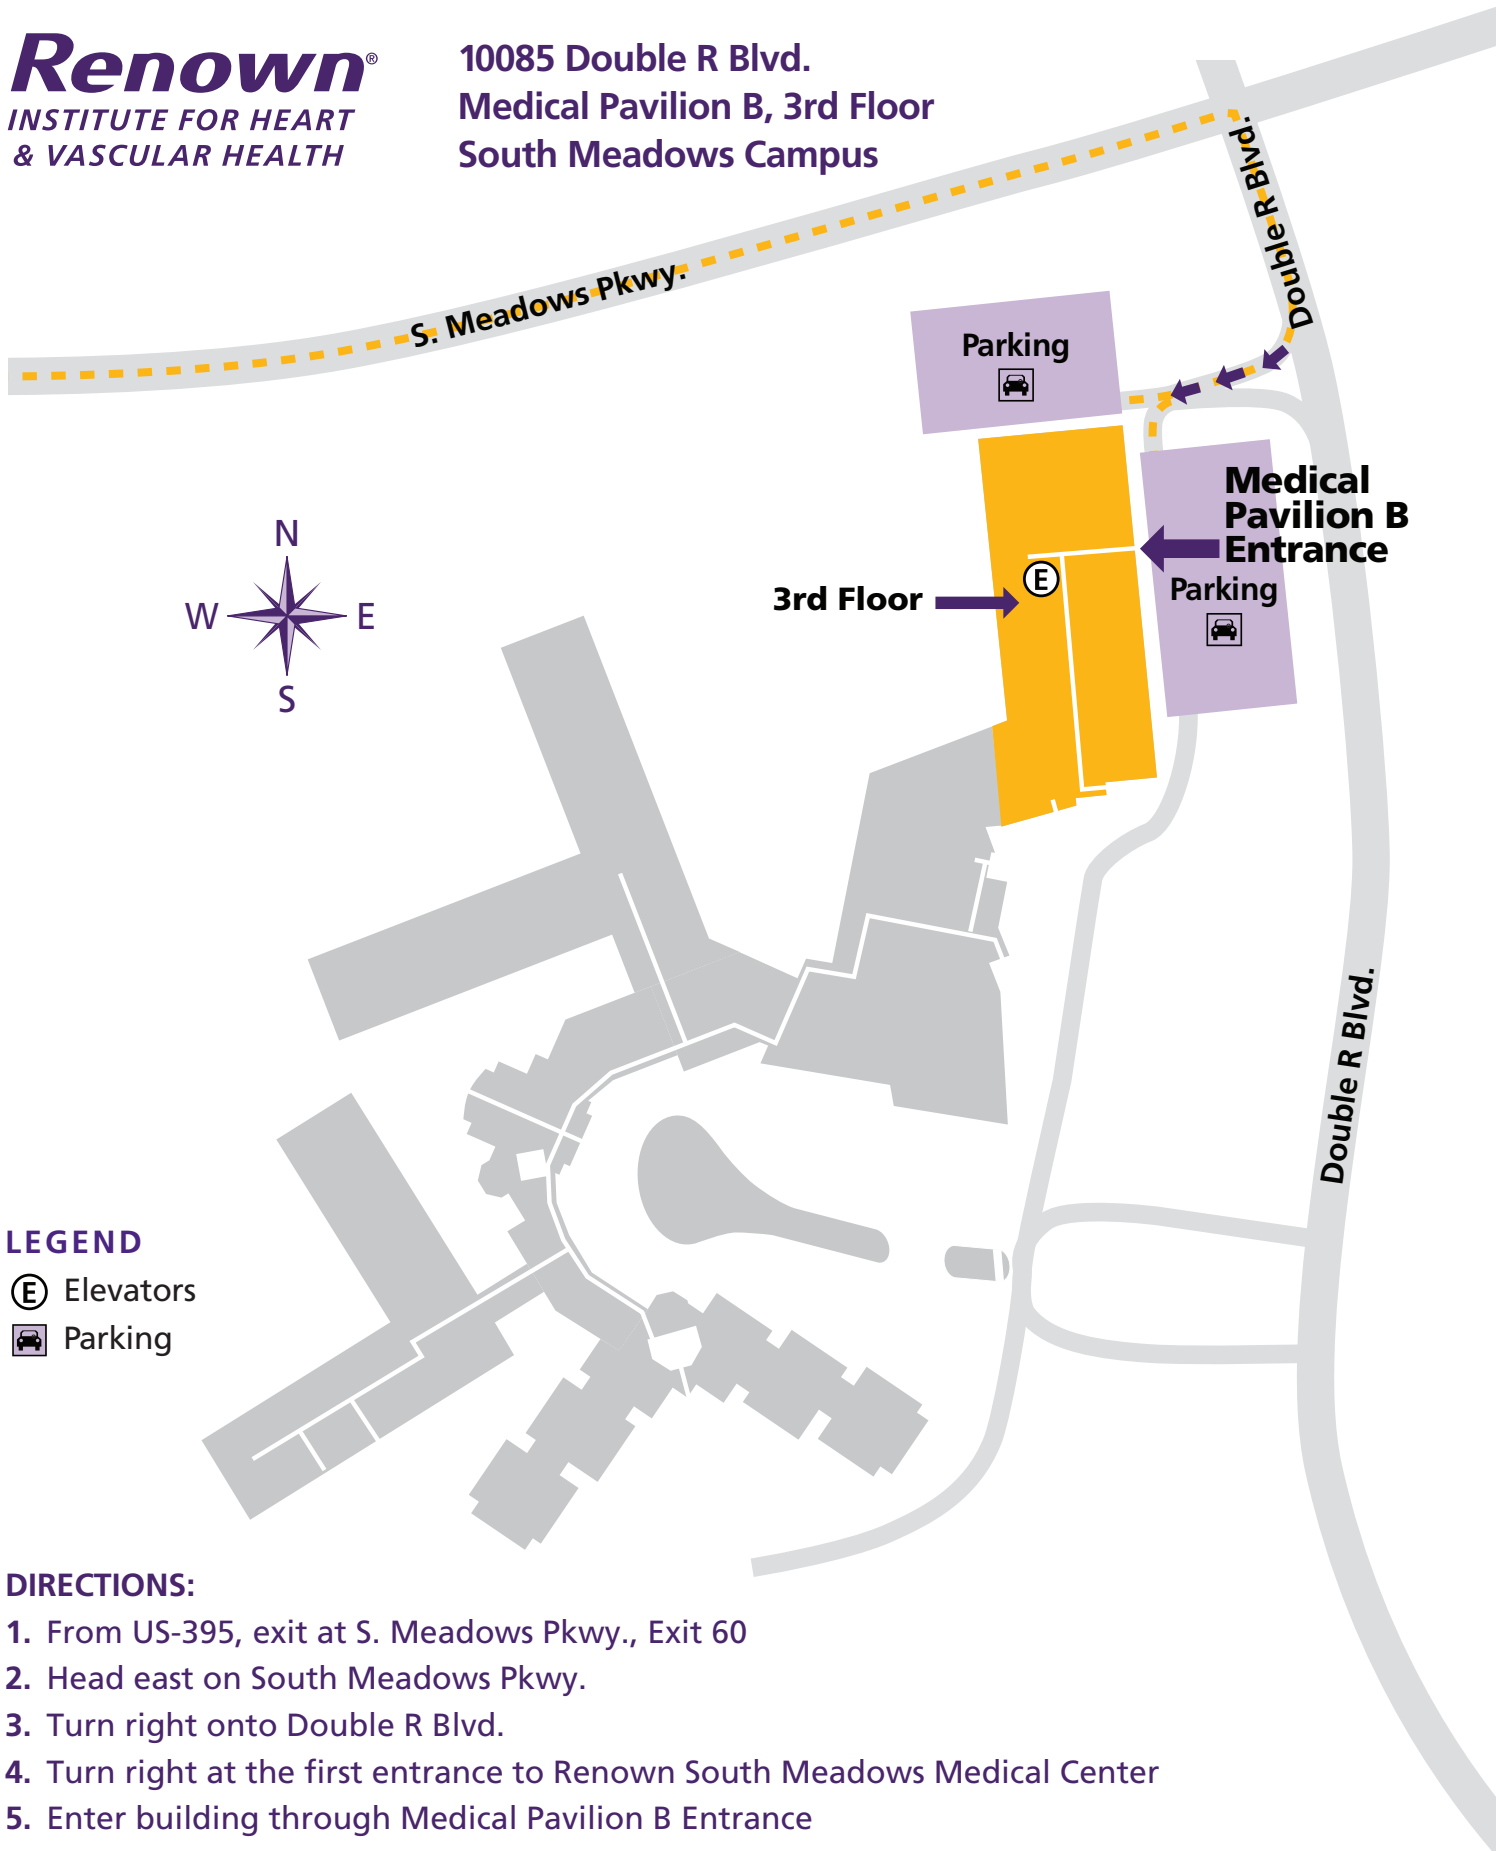 Renown®
INSTITUTE FOR HEART
& VASCULAR HEALTH
10085 Double R Blvd.
Medical Pavilion B, 3rd Floor
South Meadows Campus
Double R Blvd.
S. Meadows Pkwy.
Parking
Medical
Pavilion B
Entrance
Parking
3rd Floor
E
N
W
E
S
Double R Blvd.
LEGEND
E Elevators
Parking
DIRECTIONS:
1. From US-395, exit at S. Meadows Pkwy., Exit 60
2. Head east on South Meadows Pkwy.
3. Turn right onto Double R Blvd.
4. Turn right at the first entrance to Renown South Meadows Medical Center
5. Enter building through Medical Pavilion B Entrance